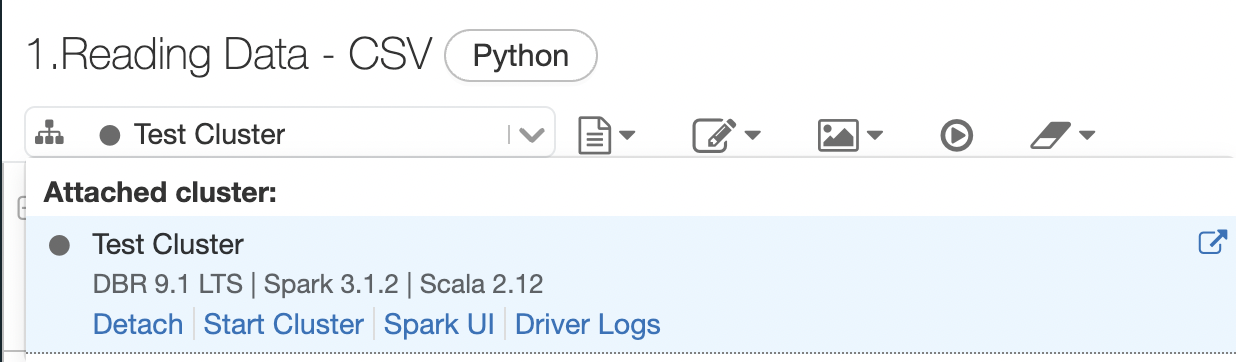 1.Reading Data - CSV Python
Test Cluster
Attached cluster:
Test Cluster
DBR 9.1 LTS | Spark 3.1.2 | Scala 2.12
Detach | Start Cluster | Spark UI | Driver Logs